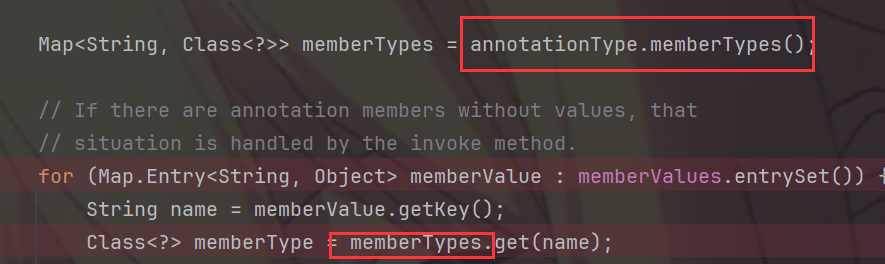 Map<String, Class<?>> memberTypes = annotationType.memberTypes();
// If there are annotation members without values, that
// situation is handled by the invoke method.
for (Map.Entry<String, Object> memberValue : memberValues.entrySet()) {
String name = memberValue.getKey();
Class<?> memberType = memberTypes.get(name);